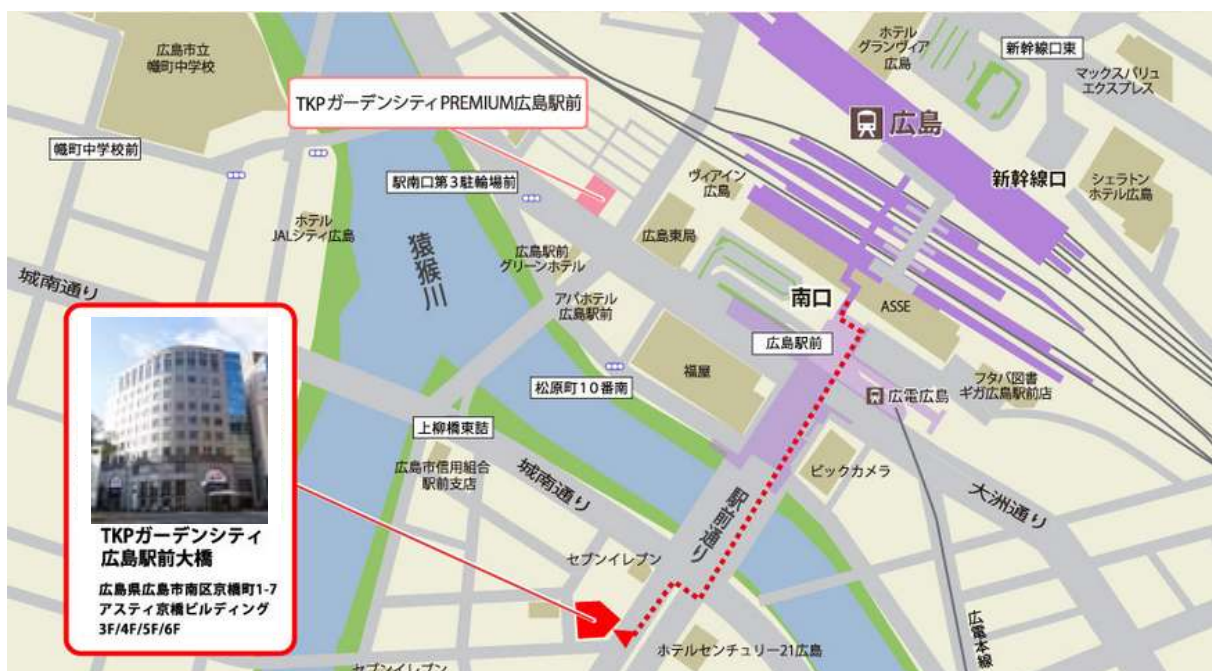 広島市立
幟町中学校
TKPガーデンシティPREMIUM広島駅前
ホテル
グランヴィア
広島
新幹線口東
マックスバリュ
エクスプレス
広島
幟町中学校前
駅南口第3駐輪場前
ヴィアイン
広島
新幹線口
シェラトン
ホテル広島
ホテル
JALシティ広島
猿猴川
広島駅前
グリーンホテル
広島東局
城南通り
アパホテル
広島駅前
南口
ASSE
広島駅前
福屋
松原町10番南
フタバ図書
ギガ広島駅前店
広電広島
上柳橋東詰
広島市信用組合
駅前支店
城南通り
ビックカメラ
大洲通り
駅前通り
セブンイレブン
TKPガーデンシティ
広島駅前大橋
広島県広島市南区京橋町1-7
アスティ京橋ビルディング
3F/4F/5F/6F
ホテルセンチュリー21広島
広電本線
セブンイレブン